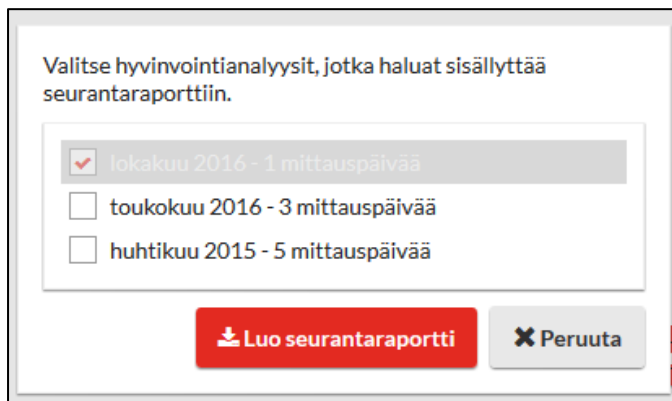 Valitse hyvinvointianalyysit, jotka haluat sisällyttää
seurantaraporttiin.
lokakuu 2016 - 1 mittauspäivää
toukokuu 2016 - 3 mittauspäivää
huhtikuu 2015 - 5 mittauspäivää
Luo seurantaraportti
Peruuta